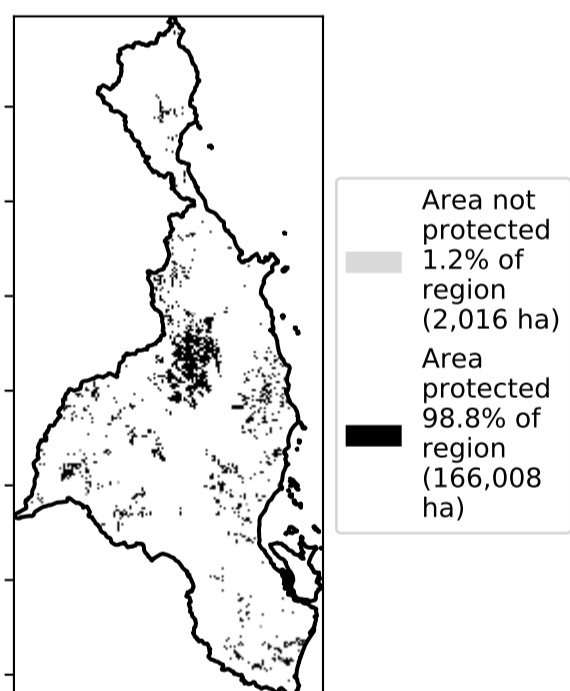 Area not
protected
1.2% of
region
(2,016 ha)
Area
protected
98.8% of
region
(166,008
ha)